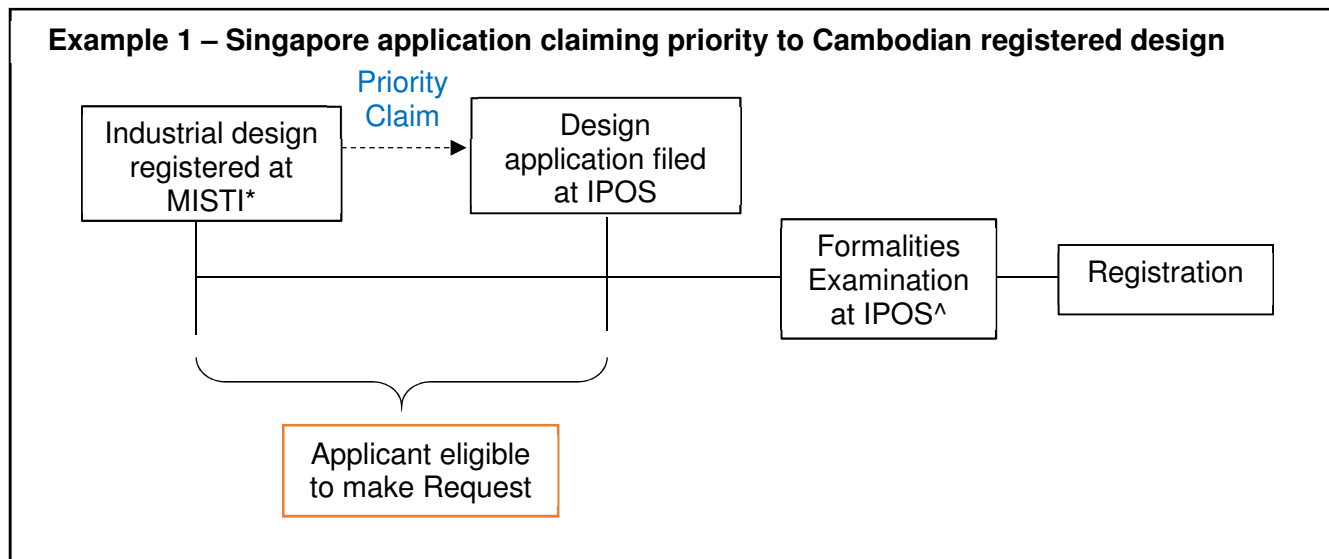 Example 1 – Singapore application claiming priority to Cambodian registered design
Priority
Claim
Industrial design
registered at
MISTI*
Design
application filed
at IPOS
Formalities
Examination
at IPOS^
Registration
Applicant eligible
to make Request